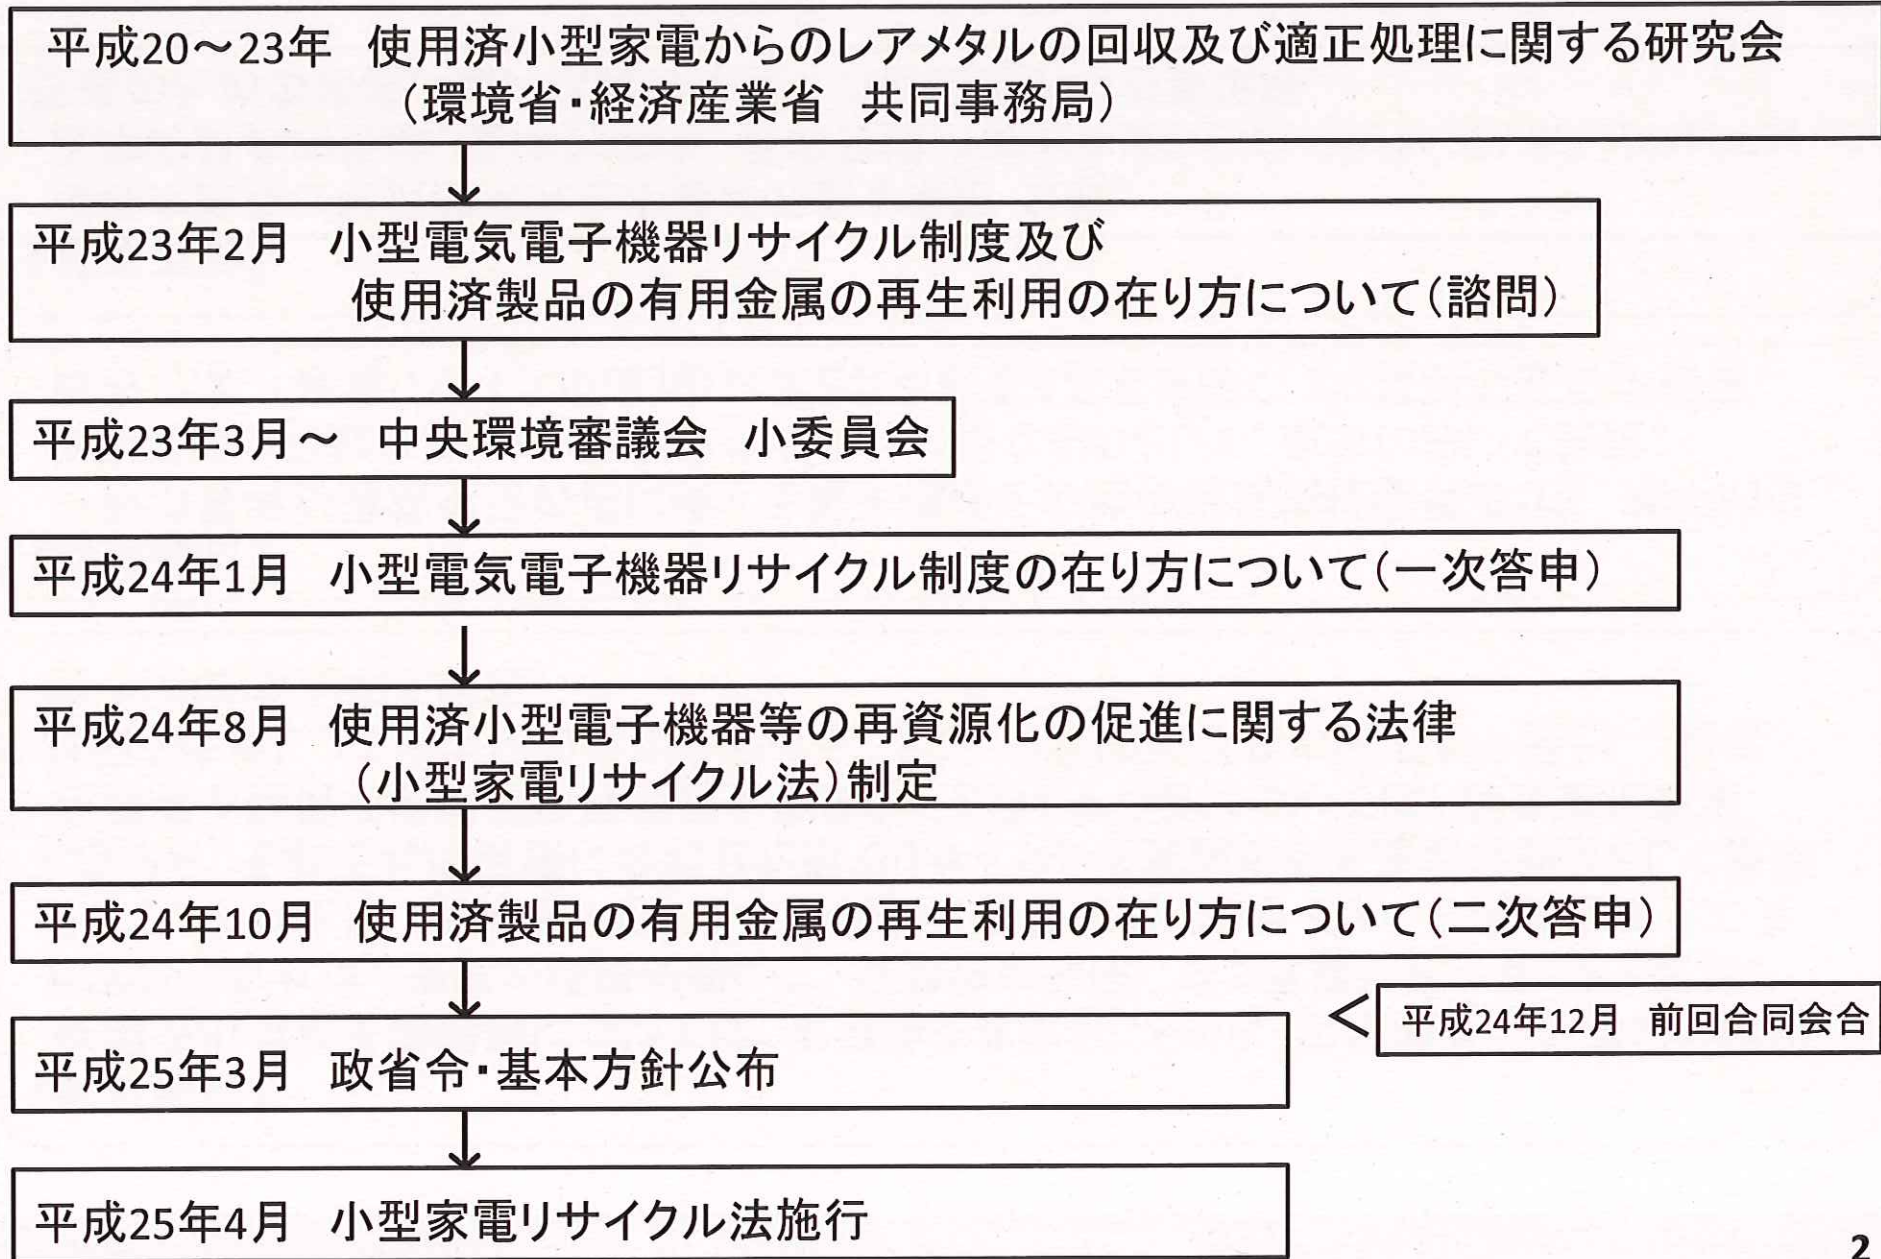 平成20～23年　使用済小型家電からのレアメタルの回収及び適正処理に関する研究会
（環境省・経済産業省　共同事務局）
平成23年2月　小型電気電子機器リサイクル制度及び
使用済製品の有用金属の再生利用の在り方について（諮問）
平成23年3月～　中央環境審議会　小委員会
平成24年1月　小型電気電子機器リサイクル制度の在り方について（一次答申）
平成24年8月　使用済小型電子機器等の再資源化の促進に関する法律
（小型家電リサイクル法）制定
平成24年10月　使用済製品の有用金属の再生利用の在り方について（二次答申）
平成24年12月　前回合同会合
平成25年3月　政省令・基本方針公布
平成25年4月　小型家電リサイクル法施行
2